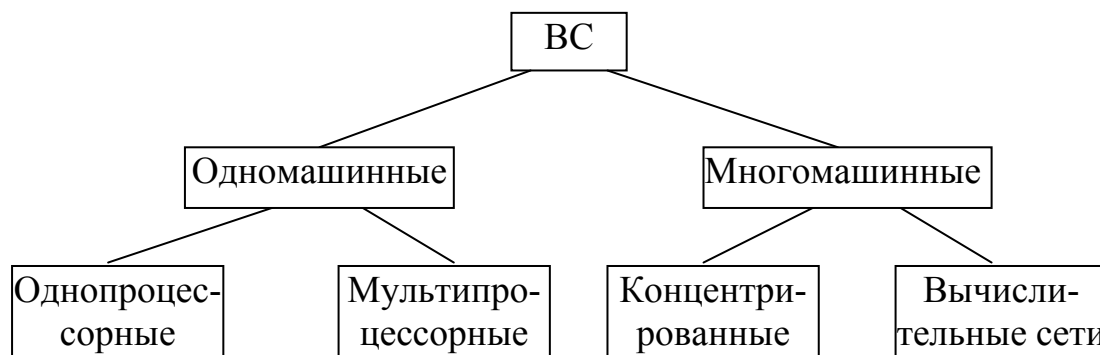 ВС
Одномашинные
Многомашинные
Однопроцес-
сорные
Мультипро-
цессорные
Концентри-
рованные
Вычисли-
тельные сети